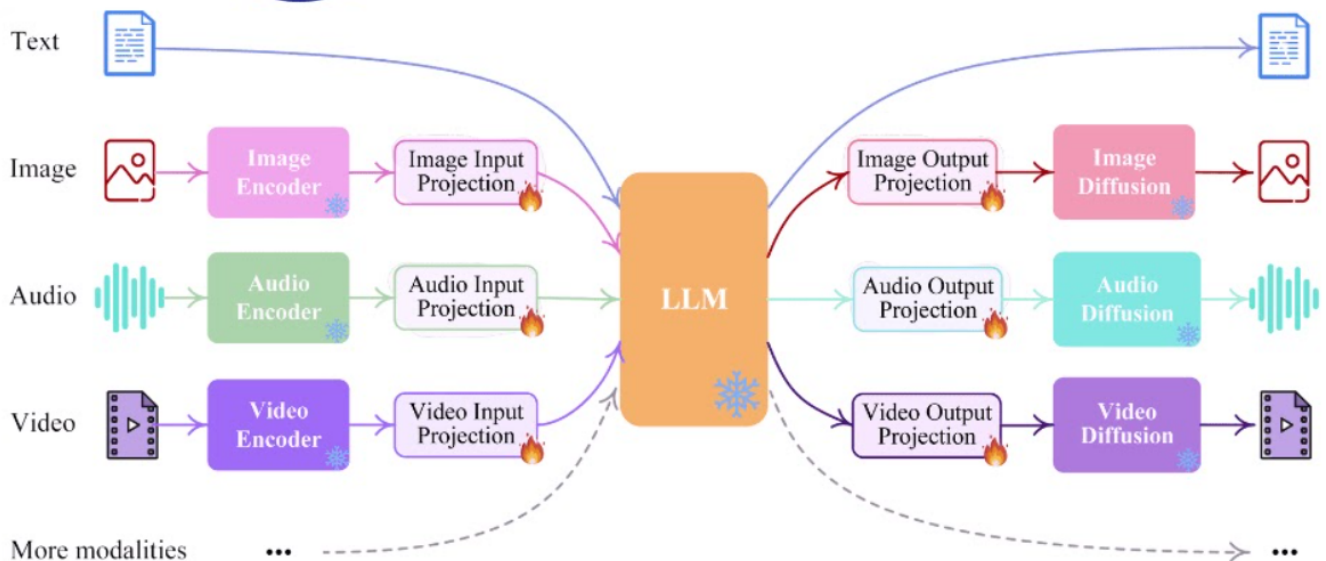 Text
Image
Image
Encoder
Image Input
Projection
Image Output
Projection
Image
Diffusion
Audio
Audio
Encoder
Audio Input
Projection
LLM
Audio Output
Projection
Audio
Diffusion
Video
Video
Encoder
Video Input
Projection
Video Output
Projection
Video
Diffusion
More modalities
...
...